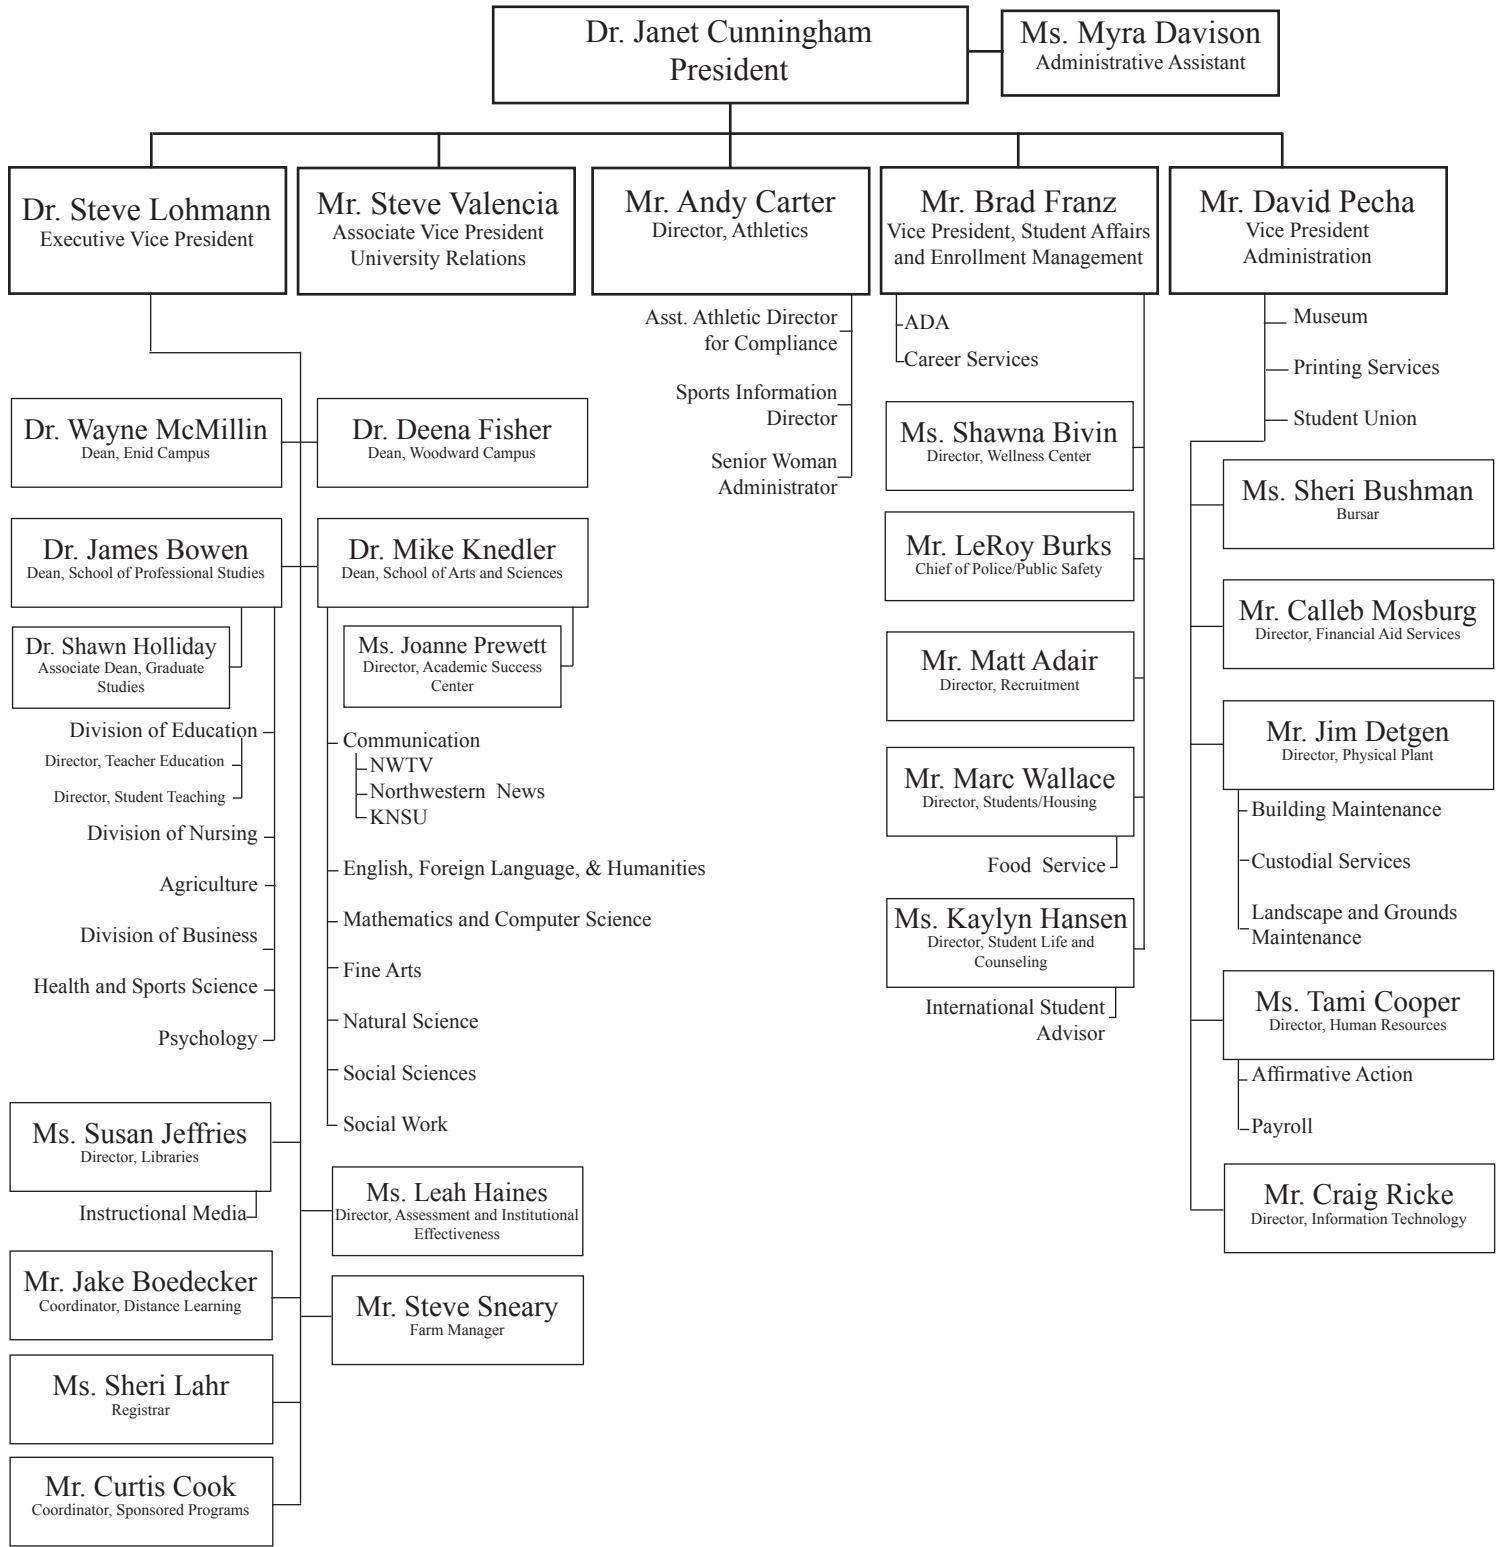 Dr. Janet Cunningham
President
Ms. Myra Davison
Administrative Assistant
Dr. Steve Lohmann
Executive Vice President
Mr. Steve Valencia
Associate Vice President
University Relations
Mr. Andy Carter
Director, Athletics
Mr. Brad Franz
Vice President, Student Affairs
and Enrollment Management
Mr. David Pecha
Vice President
Administration
Dr. Wayne McMillin
Dean, Enid Campus
Dr. Deena Fisher
Dean, Woodward Campus
Dr. James Bowen
Dean, School of Professional Studies
Dr. Mike Knedler
Dean, School of Arts and Sciences
Dr. Shawn Holliday
Associate Dean, Graduate
Studies
Division of Education
Director, Teacher Education
Director, Student Teaching
Division of Nursing
Agriculture
Division of Business
Health and Sports Science
Psychology
Ms. Joanne Prewett
Director, Academic Success
Center
Communication
NWTV
Northwestern News
KNSU
English, Foreign Language, & Humanities
Mathematics and Computer Science
Fine Arts
Natural Science
Social Sciences
Social Work
Ms. Susan Jeffries
Director, Libraries
Instructional Media
Ms. Leah Haines
Director, Assessment and Institutional
Effectiveness
Mr. Jake Boedecker
Coordinator, Distance Learning
Mr. Steve Sneary
Farm Manager
Ms. Sheri Lahr
Registrar
Mr. Curtis Cook
Coordinator, Sponsored Programs
Asst. Athletic Director
for Compliance
Sports Information
Director
Senior Woman
Administrator
ADA
Career Services
Ms. Shawna Bivin
Director, Wellness Center
Mr. LeRoy Burks
Chief of Police/Public Safety
Mr. Matt Adair
Director, Recruitment
Mr. Marc Wallace
Director, Students/Housing
Food Service
Ms. Kaylyn Hansen
Director, Student Life and
Counseling
International Student
Advisor
Museum
Printing Services
Student Union
Ms. Sheri Bushman
Bursar
Mr. Calleb Mosburg
Director, Financial Aid Services
Mr. Jim Detgen
Director, Physical Plant
Building Maintenance
Custodial Services
Landscape and Grounds
Maintenance
Ms. Tami Cooper
Director, Human Resources
Affirmative Action
Payroll
Mr. Craig Ricke
Director, Information Technology